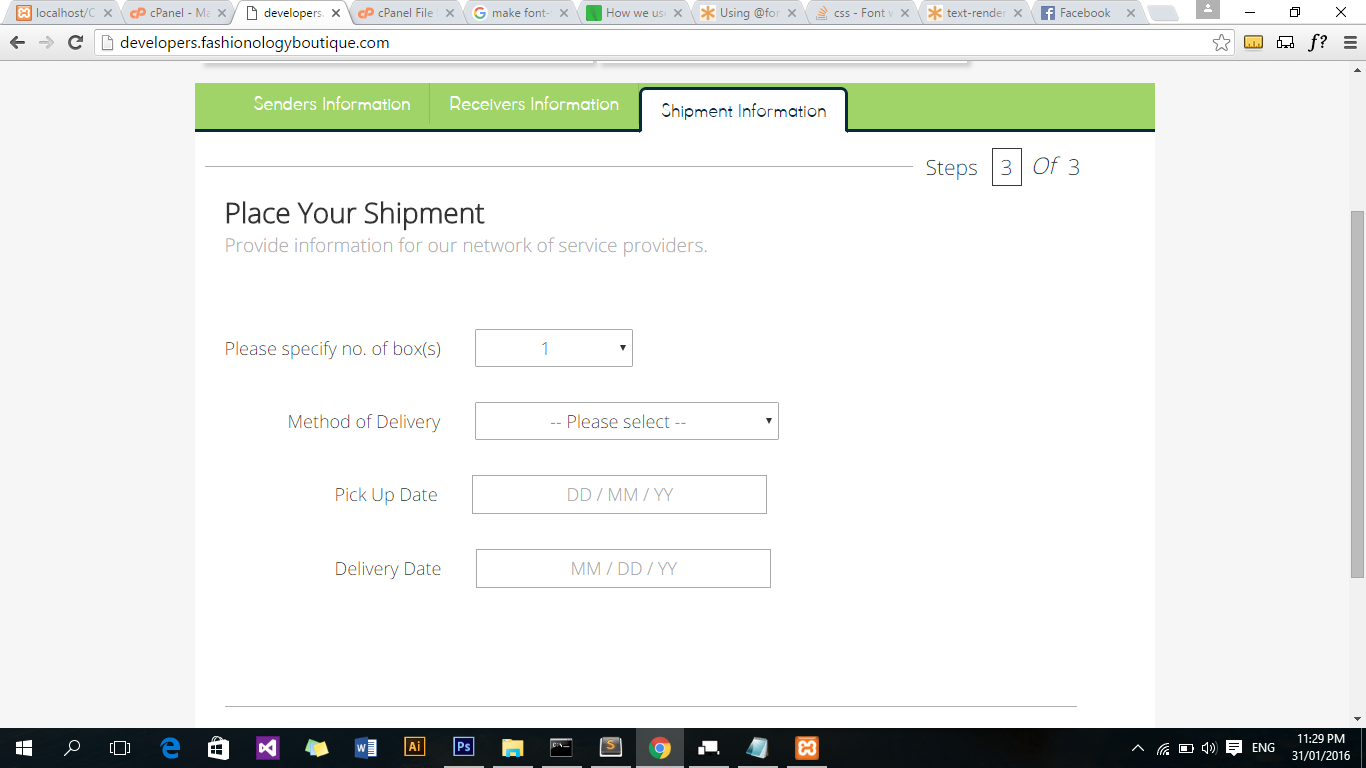 localhost/C
cPanel - Ma
developers.
cPanel File
make font-
How we use
Using @for
css - Font w
text-render
Facebook
developers.fashionologyboutique.com
f?
Senders Information
Receivers Information
Shipment Information
Steps 3 Of 3
Place Your Shipment
Provide information for our network of service providers.
Please specify no. of box(s) 1
Method of Delivery -- Please select --
Pick Up Date DD / MM / YY
Delivery Date MM / DD / YY
Ai
Ps
ENG
11:29 PM
31/01/2016